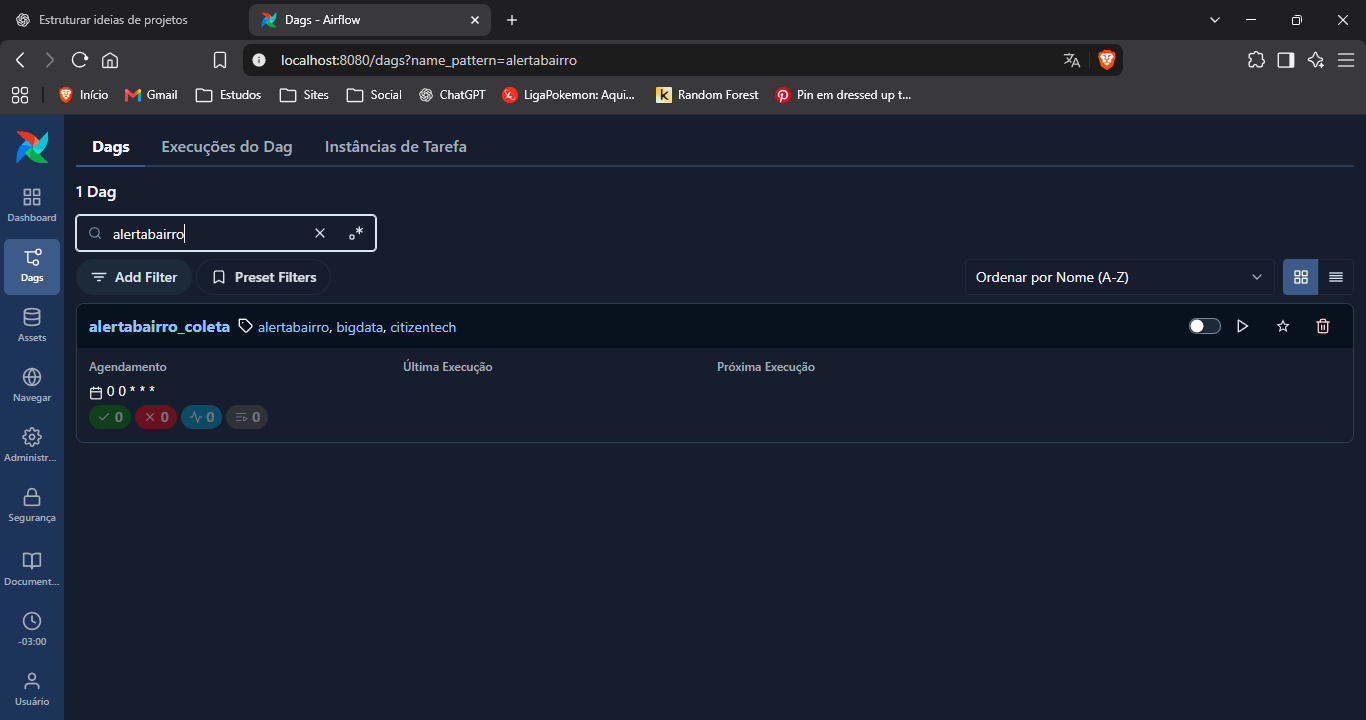 Estruturar ideias de projetos
Dags - Airflow
localhost:8080/dags?name_pattern=alertabairro
Início
Gmail
Estudos
Sites
Social
ChatGPT
LigaPokemon: Aqui...
Random Forest
Pin em dressed up t...
Dags
Execuções do Dag
Instâncias de Tarefa
1 Dag
alertabairro
Add Filter
Preset Filters
Ordenar por Nome (A-Z)
alertabairro_coleta
alertabairro, bigdata, citizentech
Agendamento
Última Execução
Próxima Execução
0 0 * * *
0
0
0
0
Dashboard
Dags
Assets
Navegar
Administr...
Segurança
Document...
-03:00
Usuário